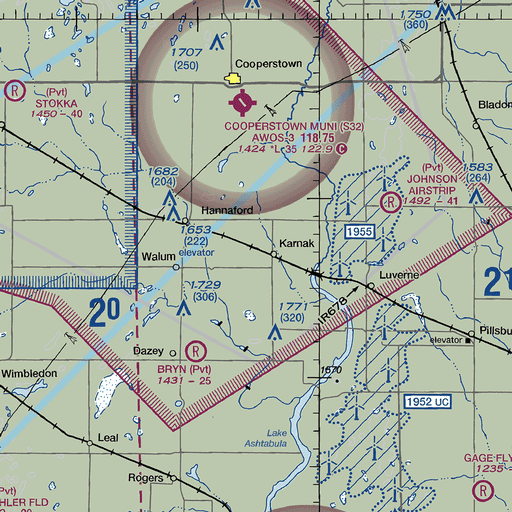 1750
(360)
1707
(250)
Cooperstown
(Pvt)
STOKKA
1450 - 40
R
COOPERSTOWN MUNI (S32)
AWOS-3 118.75
1424 *L 35 122.9 C
1682
(204)
(Pvt)
JOHNSON
AIRSTRIP
1492 - 41
R
1583
(264)
Hannaford
1653
(222)
elevator
1955
Karnak
Walum
Luverne
20
1729
(306)
1771
(320)
IR678
21
Pillsbu
elevator
Dazey
R
BRYN (Pvt)
1431 - 25
1570
Wimbledon
1952 UC
Leal
Lake
Ashtabula
Rogers
GAGE FLY
1235
R
Pvt)
HLER FLD